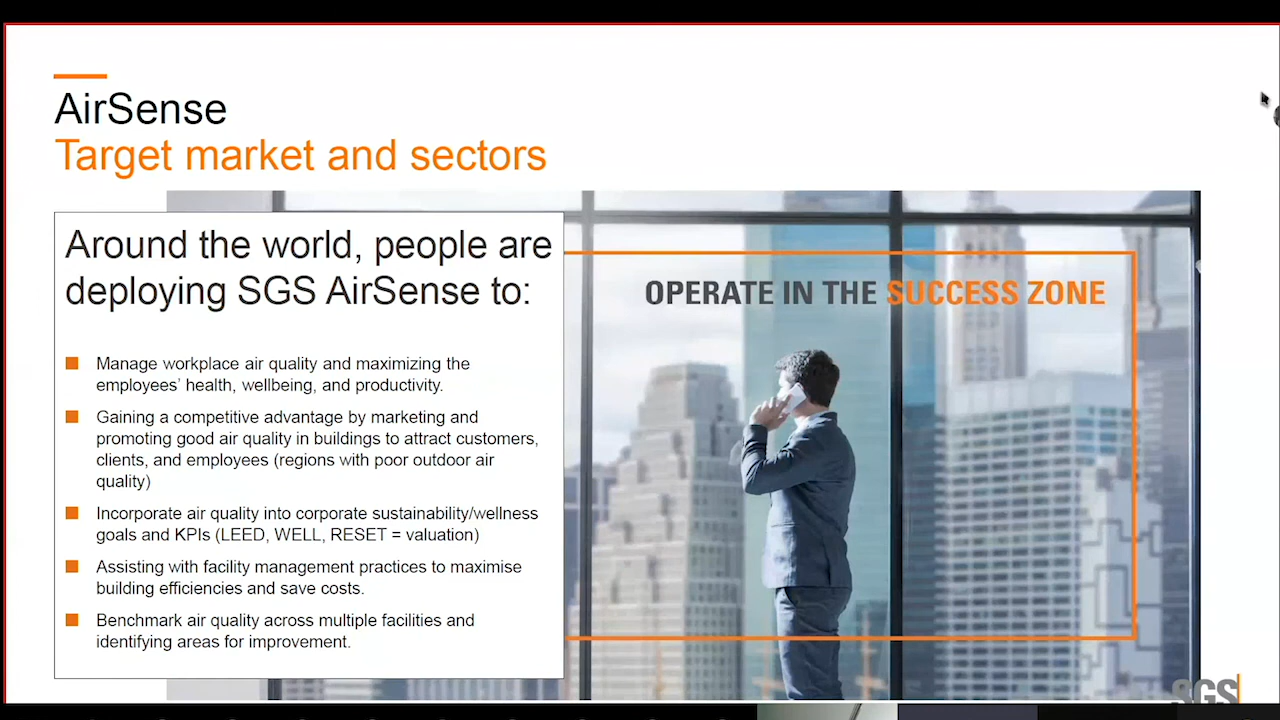 AirSense
Target market and sectors
Around the world, people are
deploying SGS AirSense to:
Manage workplace air quality and maximizing the
employees’ health, wellbeing, and productivity.
Gaining a competitive advantage by marketing and
promoting good air quality in buildings to attract customers,
clients, and employees (regions with poor outdoor air
quality)
Incorporate air quality into corporate sustainability/wellness
goals and KPIs (LEED, WELL, RESET = valuation)
Assisting with facility management practices to maximise
building efficiencies and save costs.
Benchmark air quality across multiple facilities and
identifying areas for improvement.
OPERATE IN THE SUCCESS ZONE
SGS